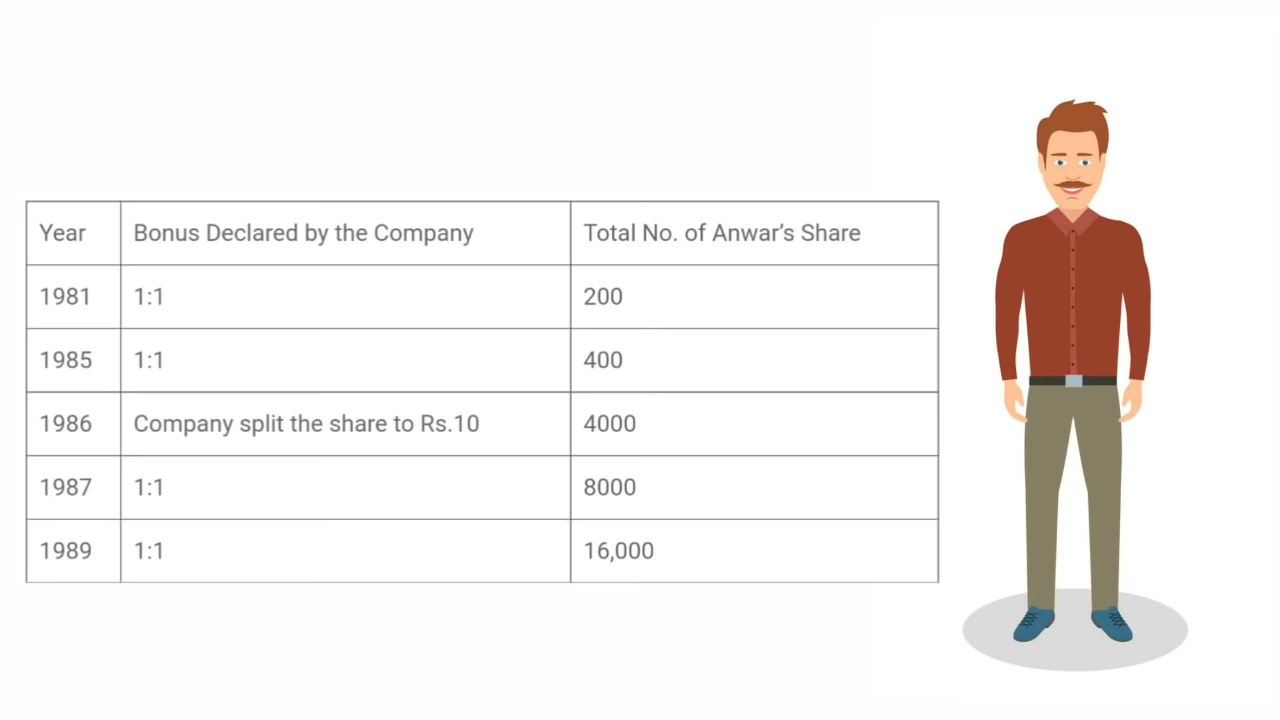 Year Bonus Declared by the Company Total No. of Anwar’s Share
1981 1:1 200
1985 1:1 400
1986 Company split the share to Rs.10 4000
1987 1:1 8000
1989 1:1 16,000